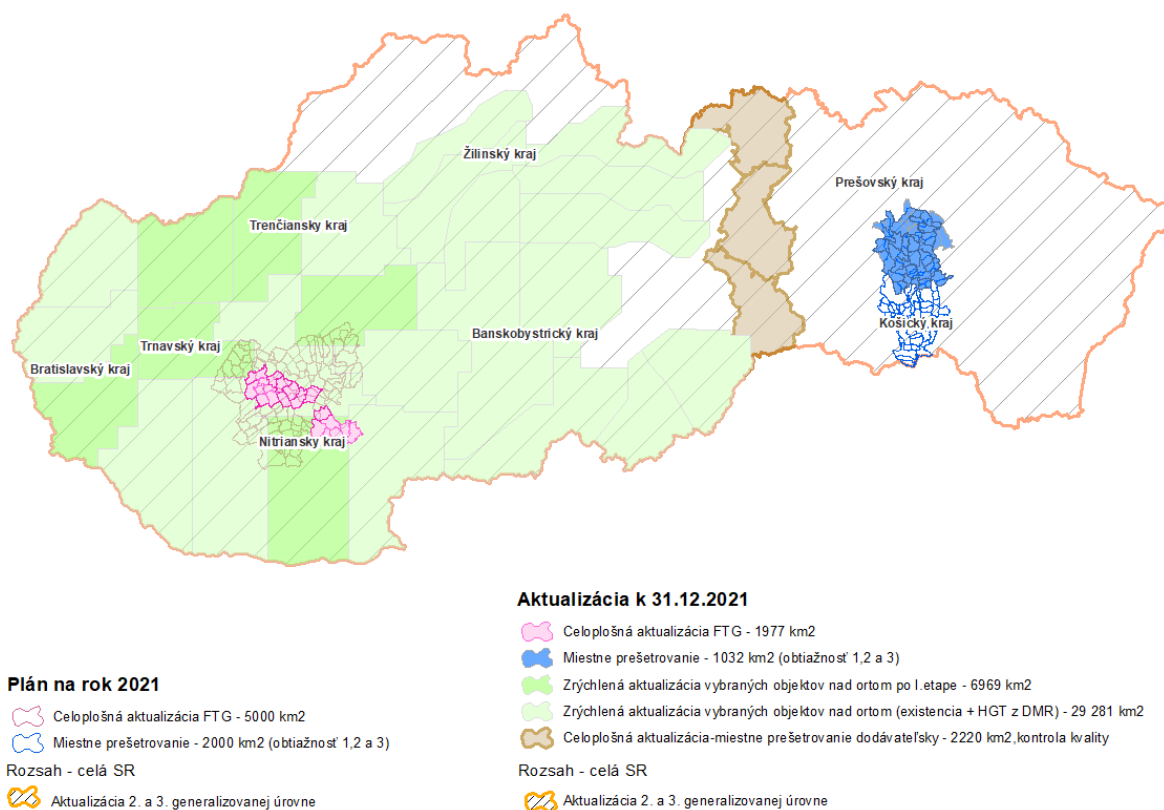 Žilinský kraj
Prešovský kraj
Trenčiansky kraj
Košický kraj
Banskobystrický kraj
Trnavský kraj
Bratislavský kraj
Nitriansky kraj
Plán na rok 2021
Celoplošná aktualizácia FTG - 5000 km2
Miestne prešetrovanie - 2000 km2 (obtiažnosť 1,2 a 3)
Rozsah - celá SR
Aktualizácia 2. a 3. generalizovanej úrovne
Aktualizácia k 31.12.2021
Celoplošná aktualizácia FTG - 1977 km2
Miestne prešetrovanie - 1032 km2 (obtiažnosť 1,2 a 3)
Zrýchlená aktualizácia vybraných objektov nad ortom po I.etape - 6969 km2
Zrýchlená aktualizácia vybraných objektov nad ortom (existencia + HGT z DMR) - 29 281 km2
Celoplošná aktualizácia-miestne prešetrovanie dodávateľsky - 2220 km2,kontrola kvality
Rozsah - celá SR
Aktualizácia 2. a 3. generalizovanej úrovne